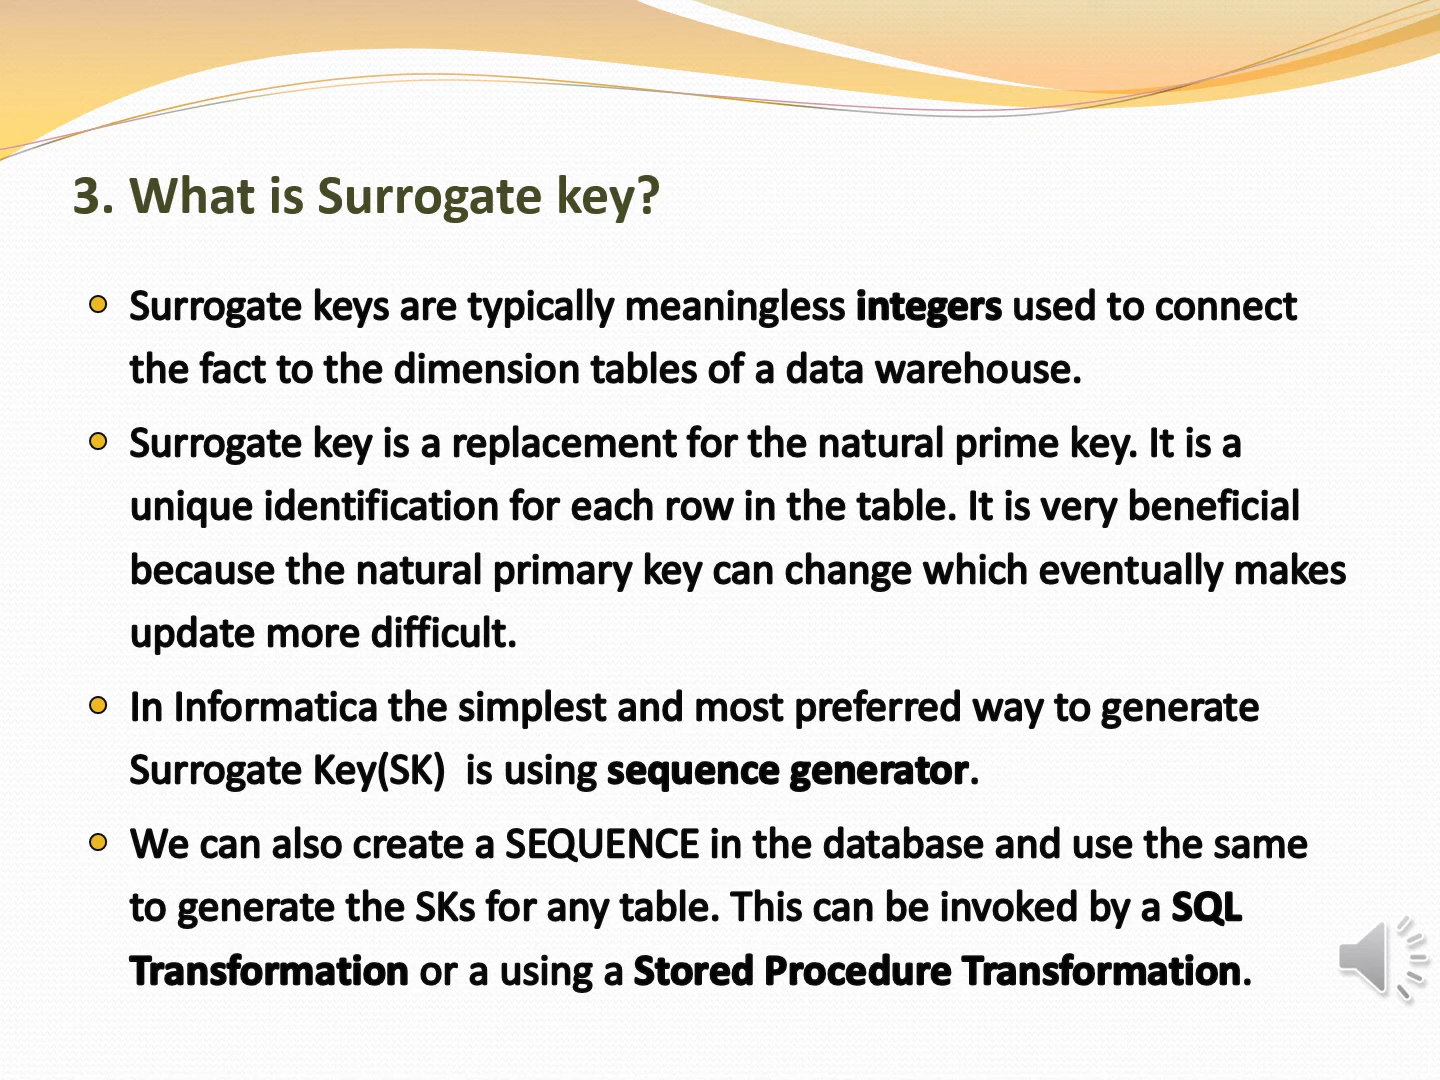 3. What is Surrogate key?
Surrogate keys are typically meaningless integers used to connect
the fact to the dimension tables of a data warehouse.
Surrogate key is a replacement for the natural prime key. It is a
unique identification for each row in the table. It is very beneficial
because the natural primary key can change which eventually makes
update more difficult.
In Informatica the simplest and most preferred way to generate
Surrogate Key(SK)  is using sequence generator.
We can also create a SEQUENCE in the database and use the same
to generate the SKs for any table. This can be invoked by a SQL
Transformation or a using a Stored Procedure Transformation.